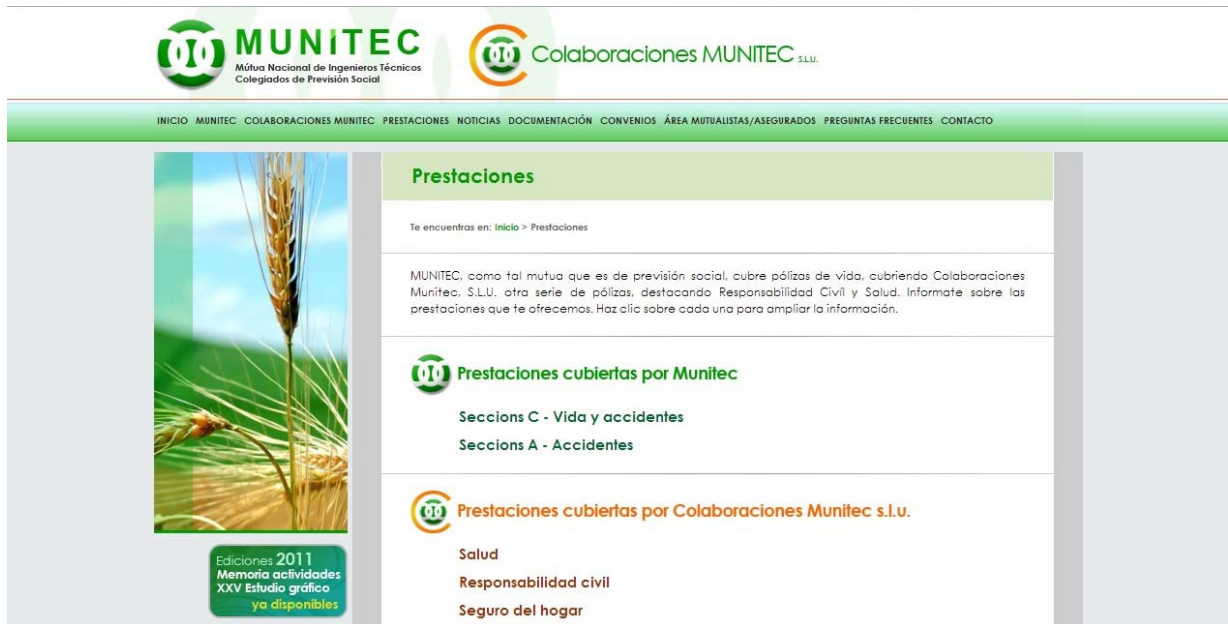 MUNITEC
Mútua Nacional de Ingenieros Técnicos
Colegiados de Previsión Social
Colaboraciones MUNITEC S.L.U.
INICIO MUNITEC COLABORACIONES MUNITEC PRESTACIONES NOTICIAS DOCUMENTACIÓN CONVENIOS ÁREA MUTUALISTAS/ASEGURADOS PREGUNTAS FRECUENTES CONTACTO
Prestaciones
Te encuentras en: Inicio > Prestaciones
MUNITEC, como tal mutua que es de previsión social, cubre pólizas de vida, cubriendo Colaboraciones
Munitec, S.L.U. otra serie de pólizas, destacando Responsabilidad Civíl y Salud. Informate sobre las
prestaciones que te ofrecemos. Haz clic sobre cada una para ampliar la información.
Prestaciones cubiertas por Munitec
Seccions C - Vida y accidentes
Seccions A - Accidentes
Prestaciones cubiertas por Colaboraciones Munitec s.l.u.
Salud
Responsabilidad civil
Seguro del hogar
Ediciones 2011
Memoria actividades
XXV Estudio gráfico
ya disponibles